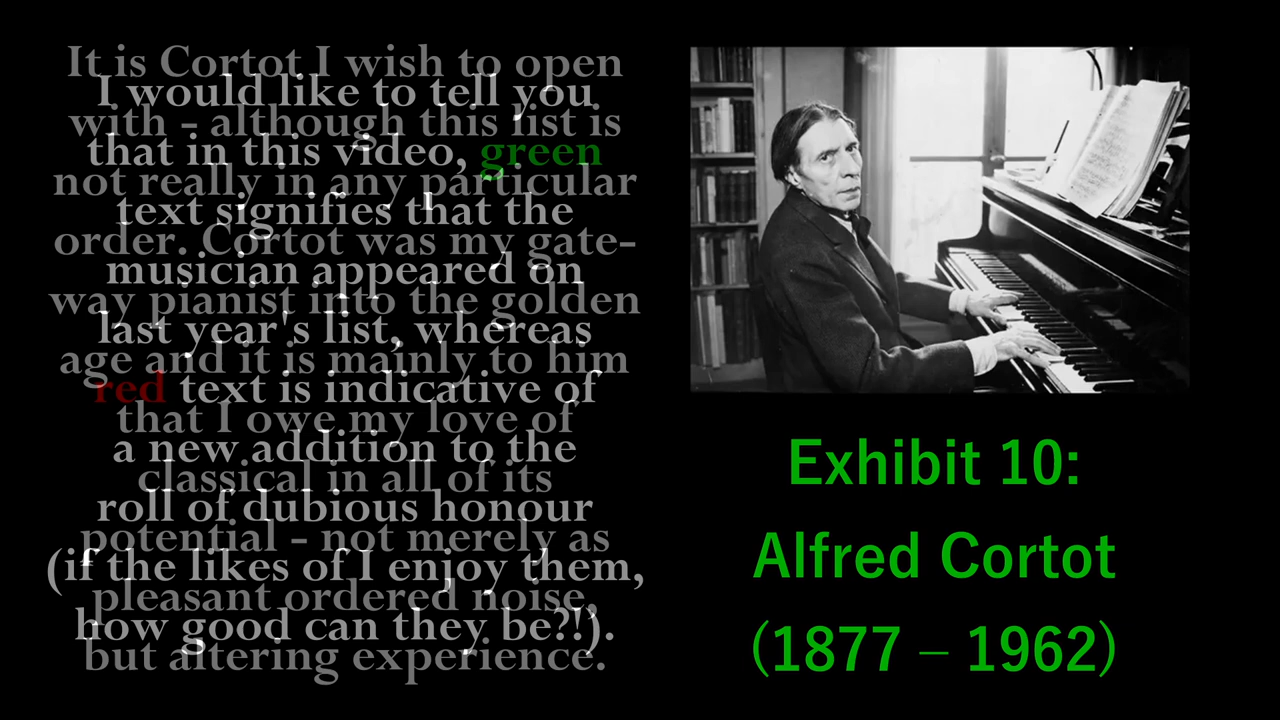 It is Cortot I wish to open
with - although this list is
not really in any particular
order. Cortot was my gate-
way pianist into the golden
age and it is mainly to him
that I owe my love of
classical in all of its
potential - not merely as
pleasant ordered noise,
but altering experience.
I would like to tell you
that in this video, green
text signifies that the
musician appeared on
last year's list, whereas
red text is indicative of
a new addition to the
roll of dubious honour
(if the likes of I enjoy them,
how good can they be?!).
Exhibit 10:
Alfred Cortot
(1877 – 1962)